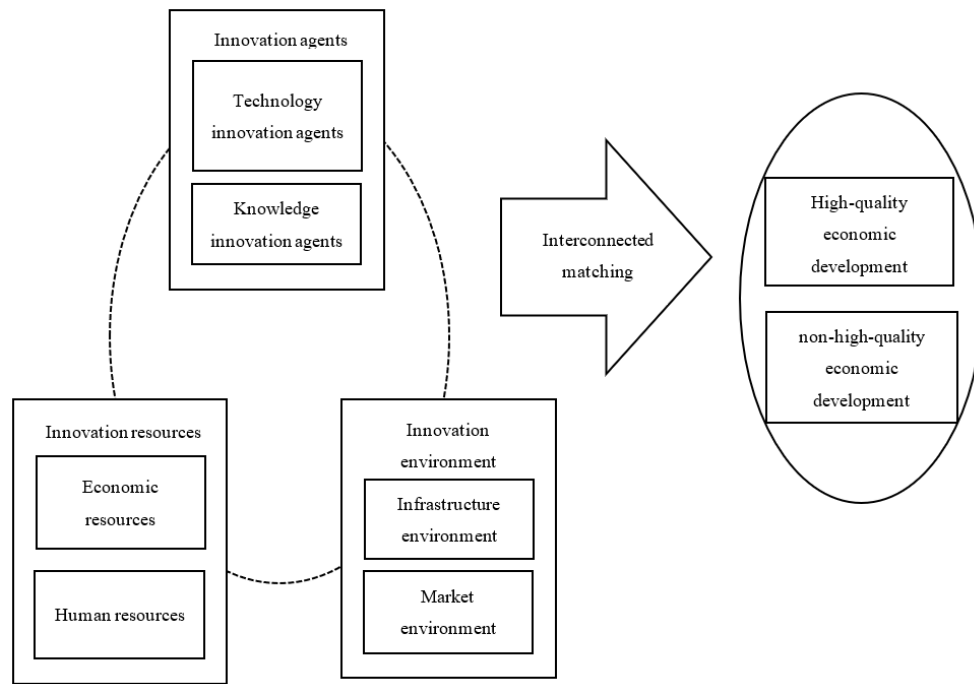 Innovation agents
Technology
innovation agents
Knowledge
innovation agents
Innovation resources
Economic
resources
Human resources
Innovation
environment
Infrastructure
environment
Market
environment
Interconnected
matching
High-quality
economic
development
non-high-quality
economic
development